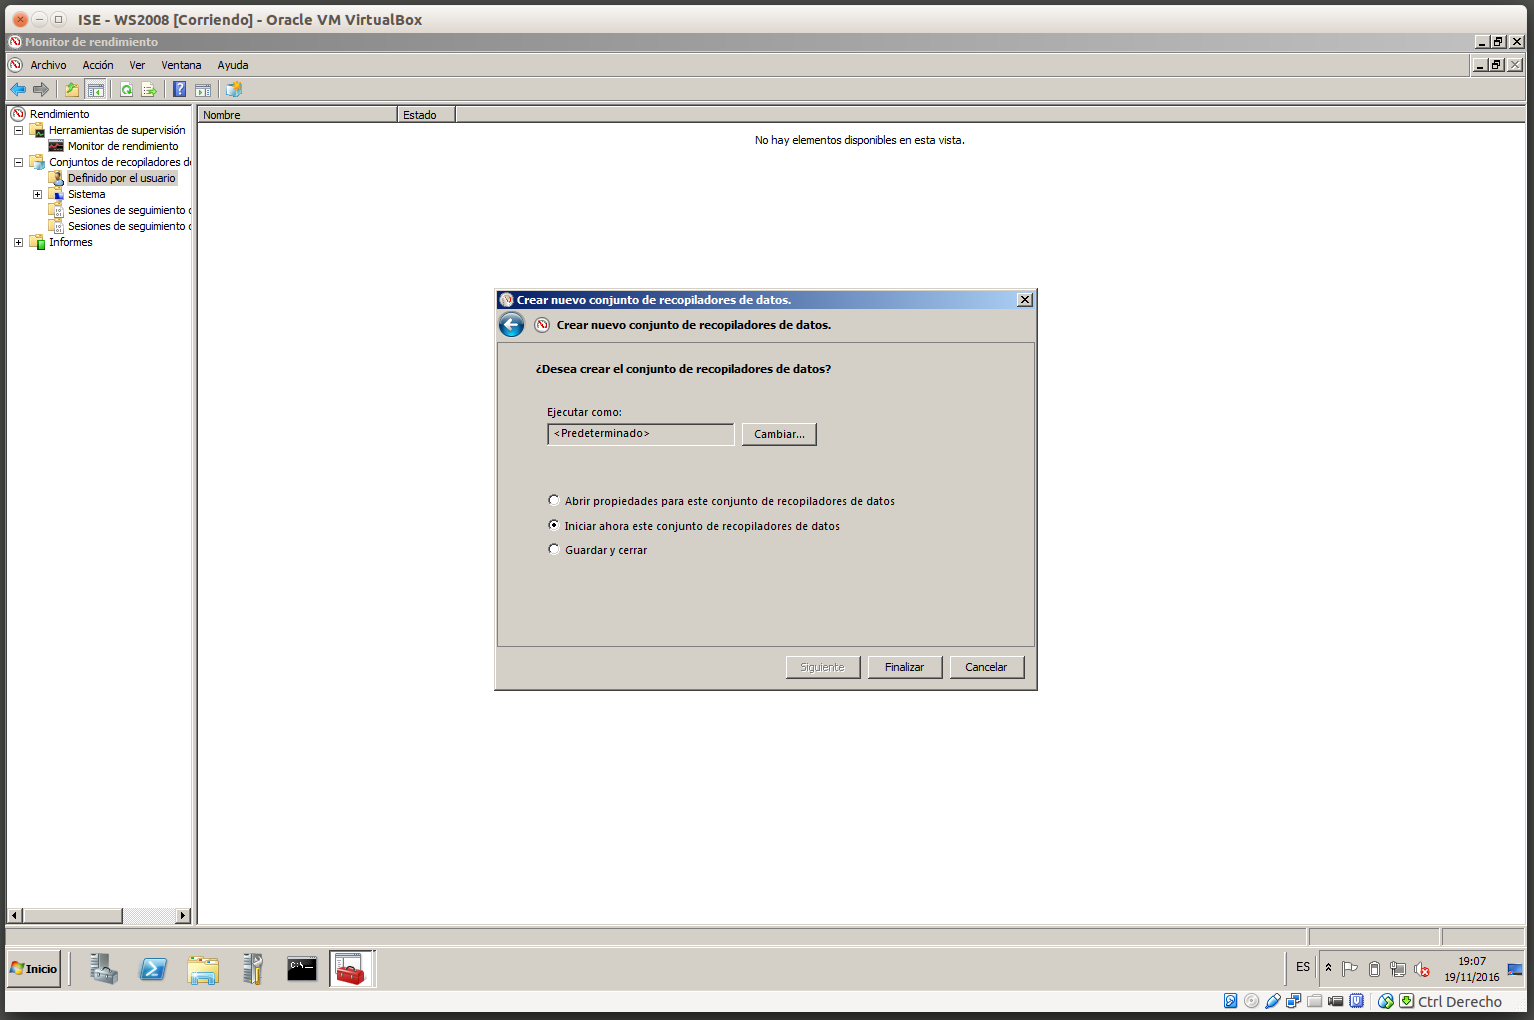 ISE - WS2008 [Corriendo] - Oracle VM VirtualBox
Monitor de rendimiento
Archivo Acción Ver Ventana Ayuda
Rendimiento
Herramientas de supervisión
Monitor de rendimiento
Conjuntos de recopiladores de
Definido por el usuario
Sistema
Sesiones de seguimiento
Sesiones de seguimiento
Informes
Nombre Estado
No hay elementos disponibles en esta vista.
Crear nuevo conjunto de recopiladores de datos.
Crear nuevo conjunto de recopiladores de datos.
¿Desea crear el conjunto de recopiladores de datos?
Ejecutar como:
<Predeterminado> Cambiar...
Abrir propiedades para este conjunto de recopiladores de datos
Iniciar ahora este conjunto de recopiladores de datos
Guardar y cerrar
Siguiente Finalizar Cancelar
Inicio C:\ ES 19:07
19/11/2016
Ctrl Derecho